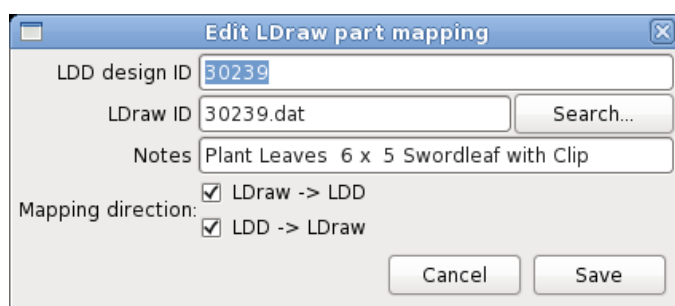 Edit LDraw part mapping
LDD design ID 30239
LDraw ID 30239.dat Search...
Notes Plant Leaves  6 x  5 Swordleaf with Clip
Mapping direction:
LDraw -> LDD
LDD -> LDraw
Cancel Save